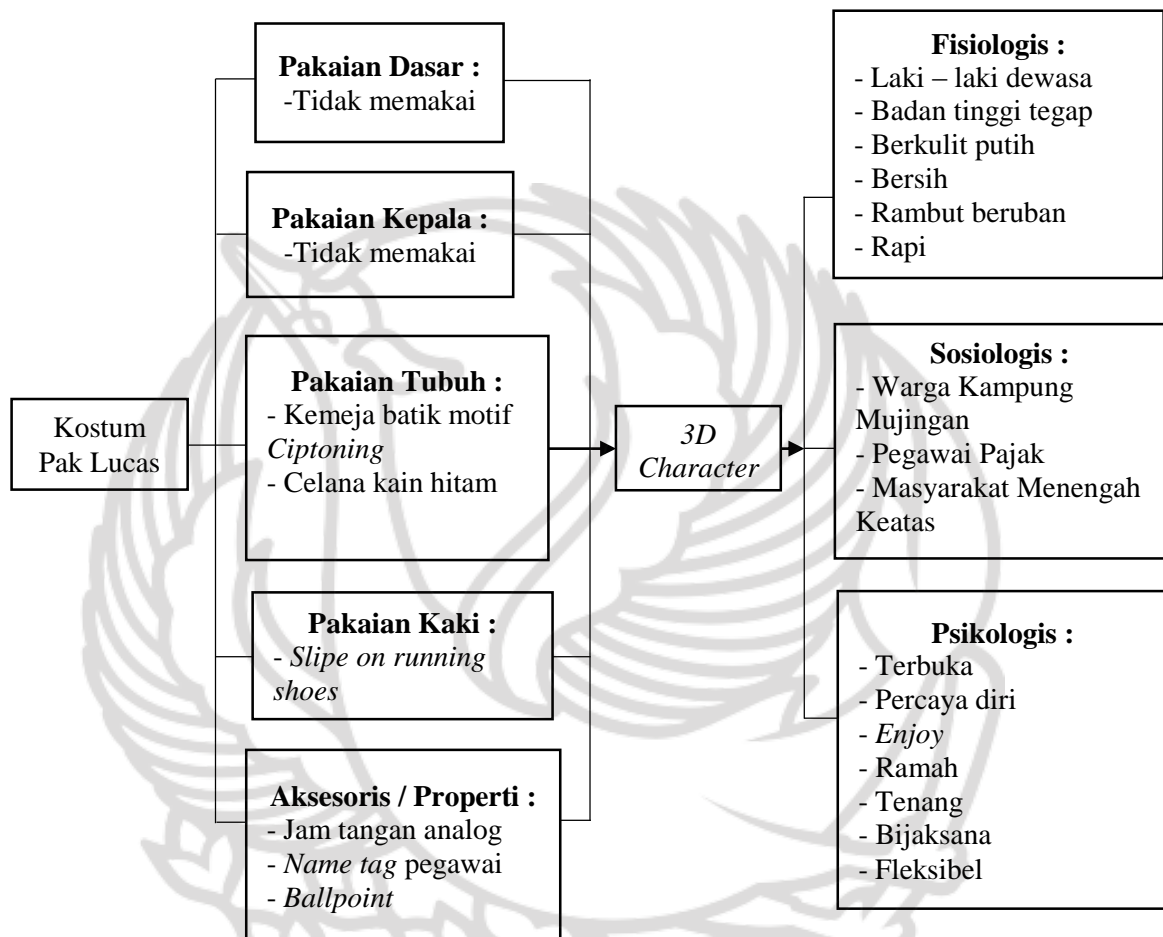 Kostum
Pak Lucas
Pakaian Dasar :
-Tidak memakai
Pakaian Kepala :
-Tidak memakai
Pakaian Tubuh :
- Kemeja batik motif
Ciptoning
- Celana kain hitam
Pakaian Kaki :
- Slipe on running
shoes
Aksesoris / Properti :
- Jam tangan analog
- Name tag pegawai
- Ballpoint
3D
Character
Fisiologis :
- Laki – laki dewasa
- Badan tinggi tegap
- Berkulit putih
- Bersih
- Rambut beruban
- Rapi
Sosiologis :
- Warga Kampung
Mujingan
- Pegawai Pajak
- Masyarakat Menengah
Keatas
Psikologis :
- Terbuka
- Percaya diri
- Enjoy
- Ramah
- Tenang
- Bijaksana
- Fleksibel